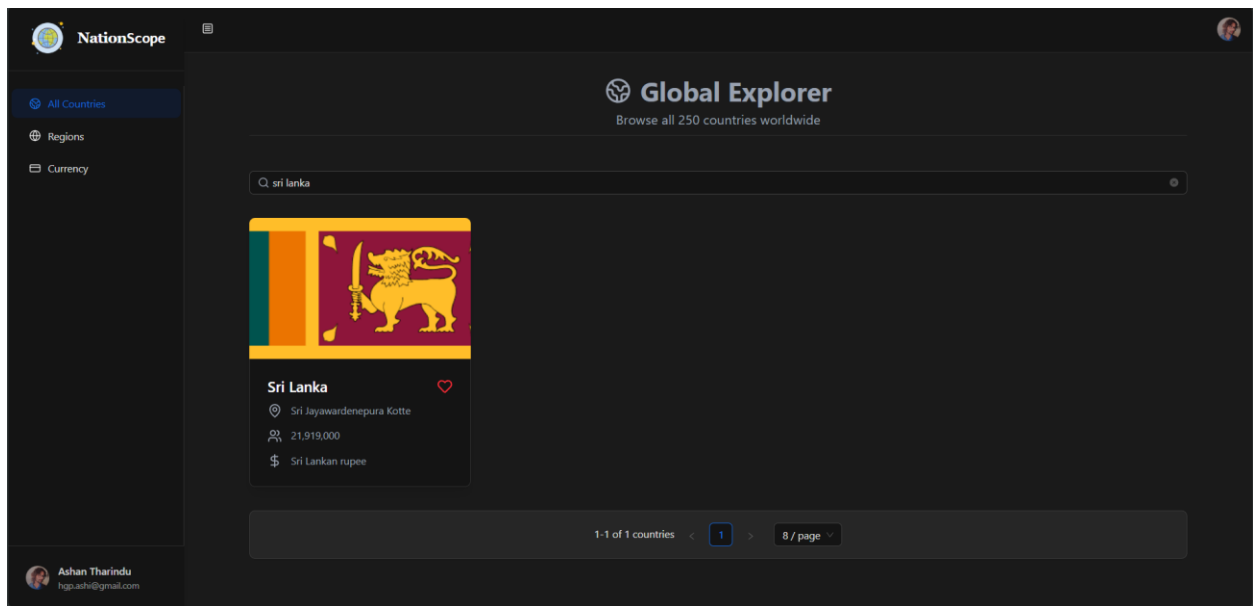 NationScope
All Countries
Regions
Currency
Global Explorer
Browse all 250 countries worldwide
sri lanka
Sri Lanka
Sri Jayawardenepura Kotte
21,919,000
$ Sri Lankan rupee
1-1 of 1 countries < 1 > 8 / page
Ashan Tharindu
hgp.ashi@gmail.com